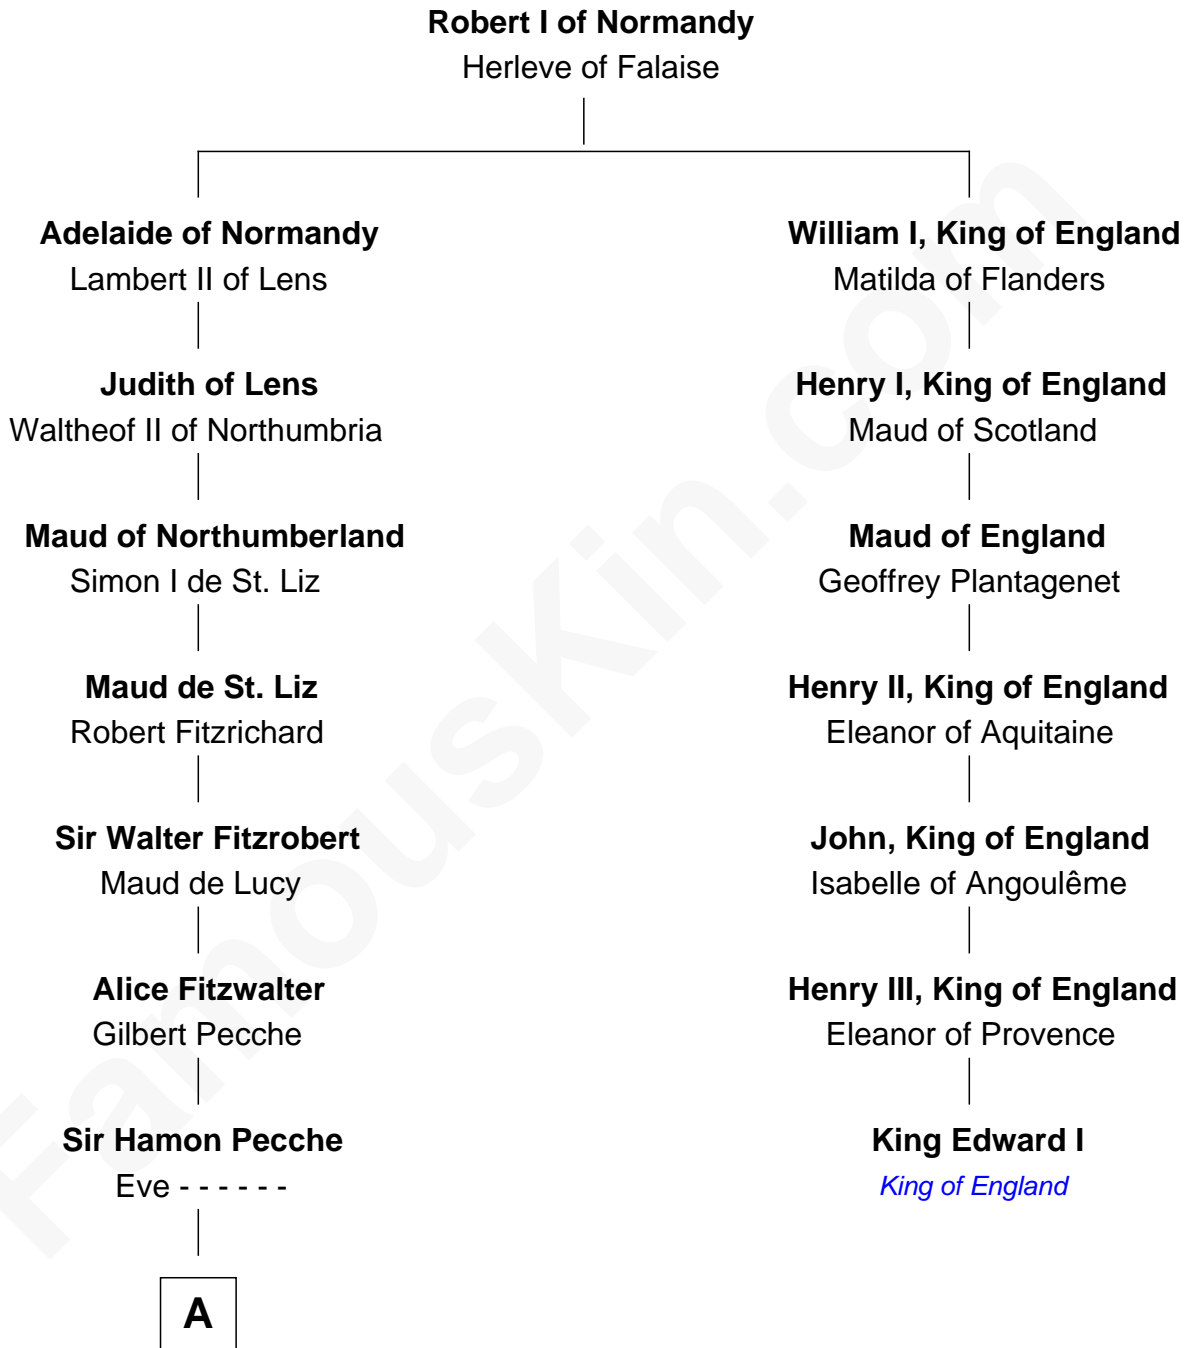 Robert I of Normandy
Herleve of Falaise
Adelaide of Normandy
Lambert II of Lens
William I, King of England
Matilda of Flanders
Judith of Lens
Waltheof II of Northumbria
Henry I, King of England
Maud of Scotland
Maud of Northumberland
Simon I de St. Liz
Maud of England
Geoffrey Plantagenet
Maud de St. Liz
Robert Fitzrichard
Henry II, King of England
Eleanor of Aquitaine
Sir Walter Fitzrobert
Maud de Lucy
John, King of England
Isabelle of Angoulême
Alice Fitzwalter
Gilbert Pecche
Henry III, King of England
Eleanor of Provence
Sir Hamon Pecche
Eve - - - - - -
King Edward I
King of England
A
FamousKin.com